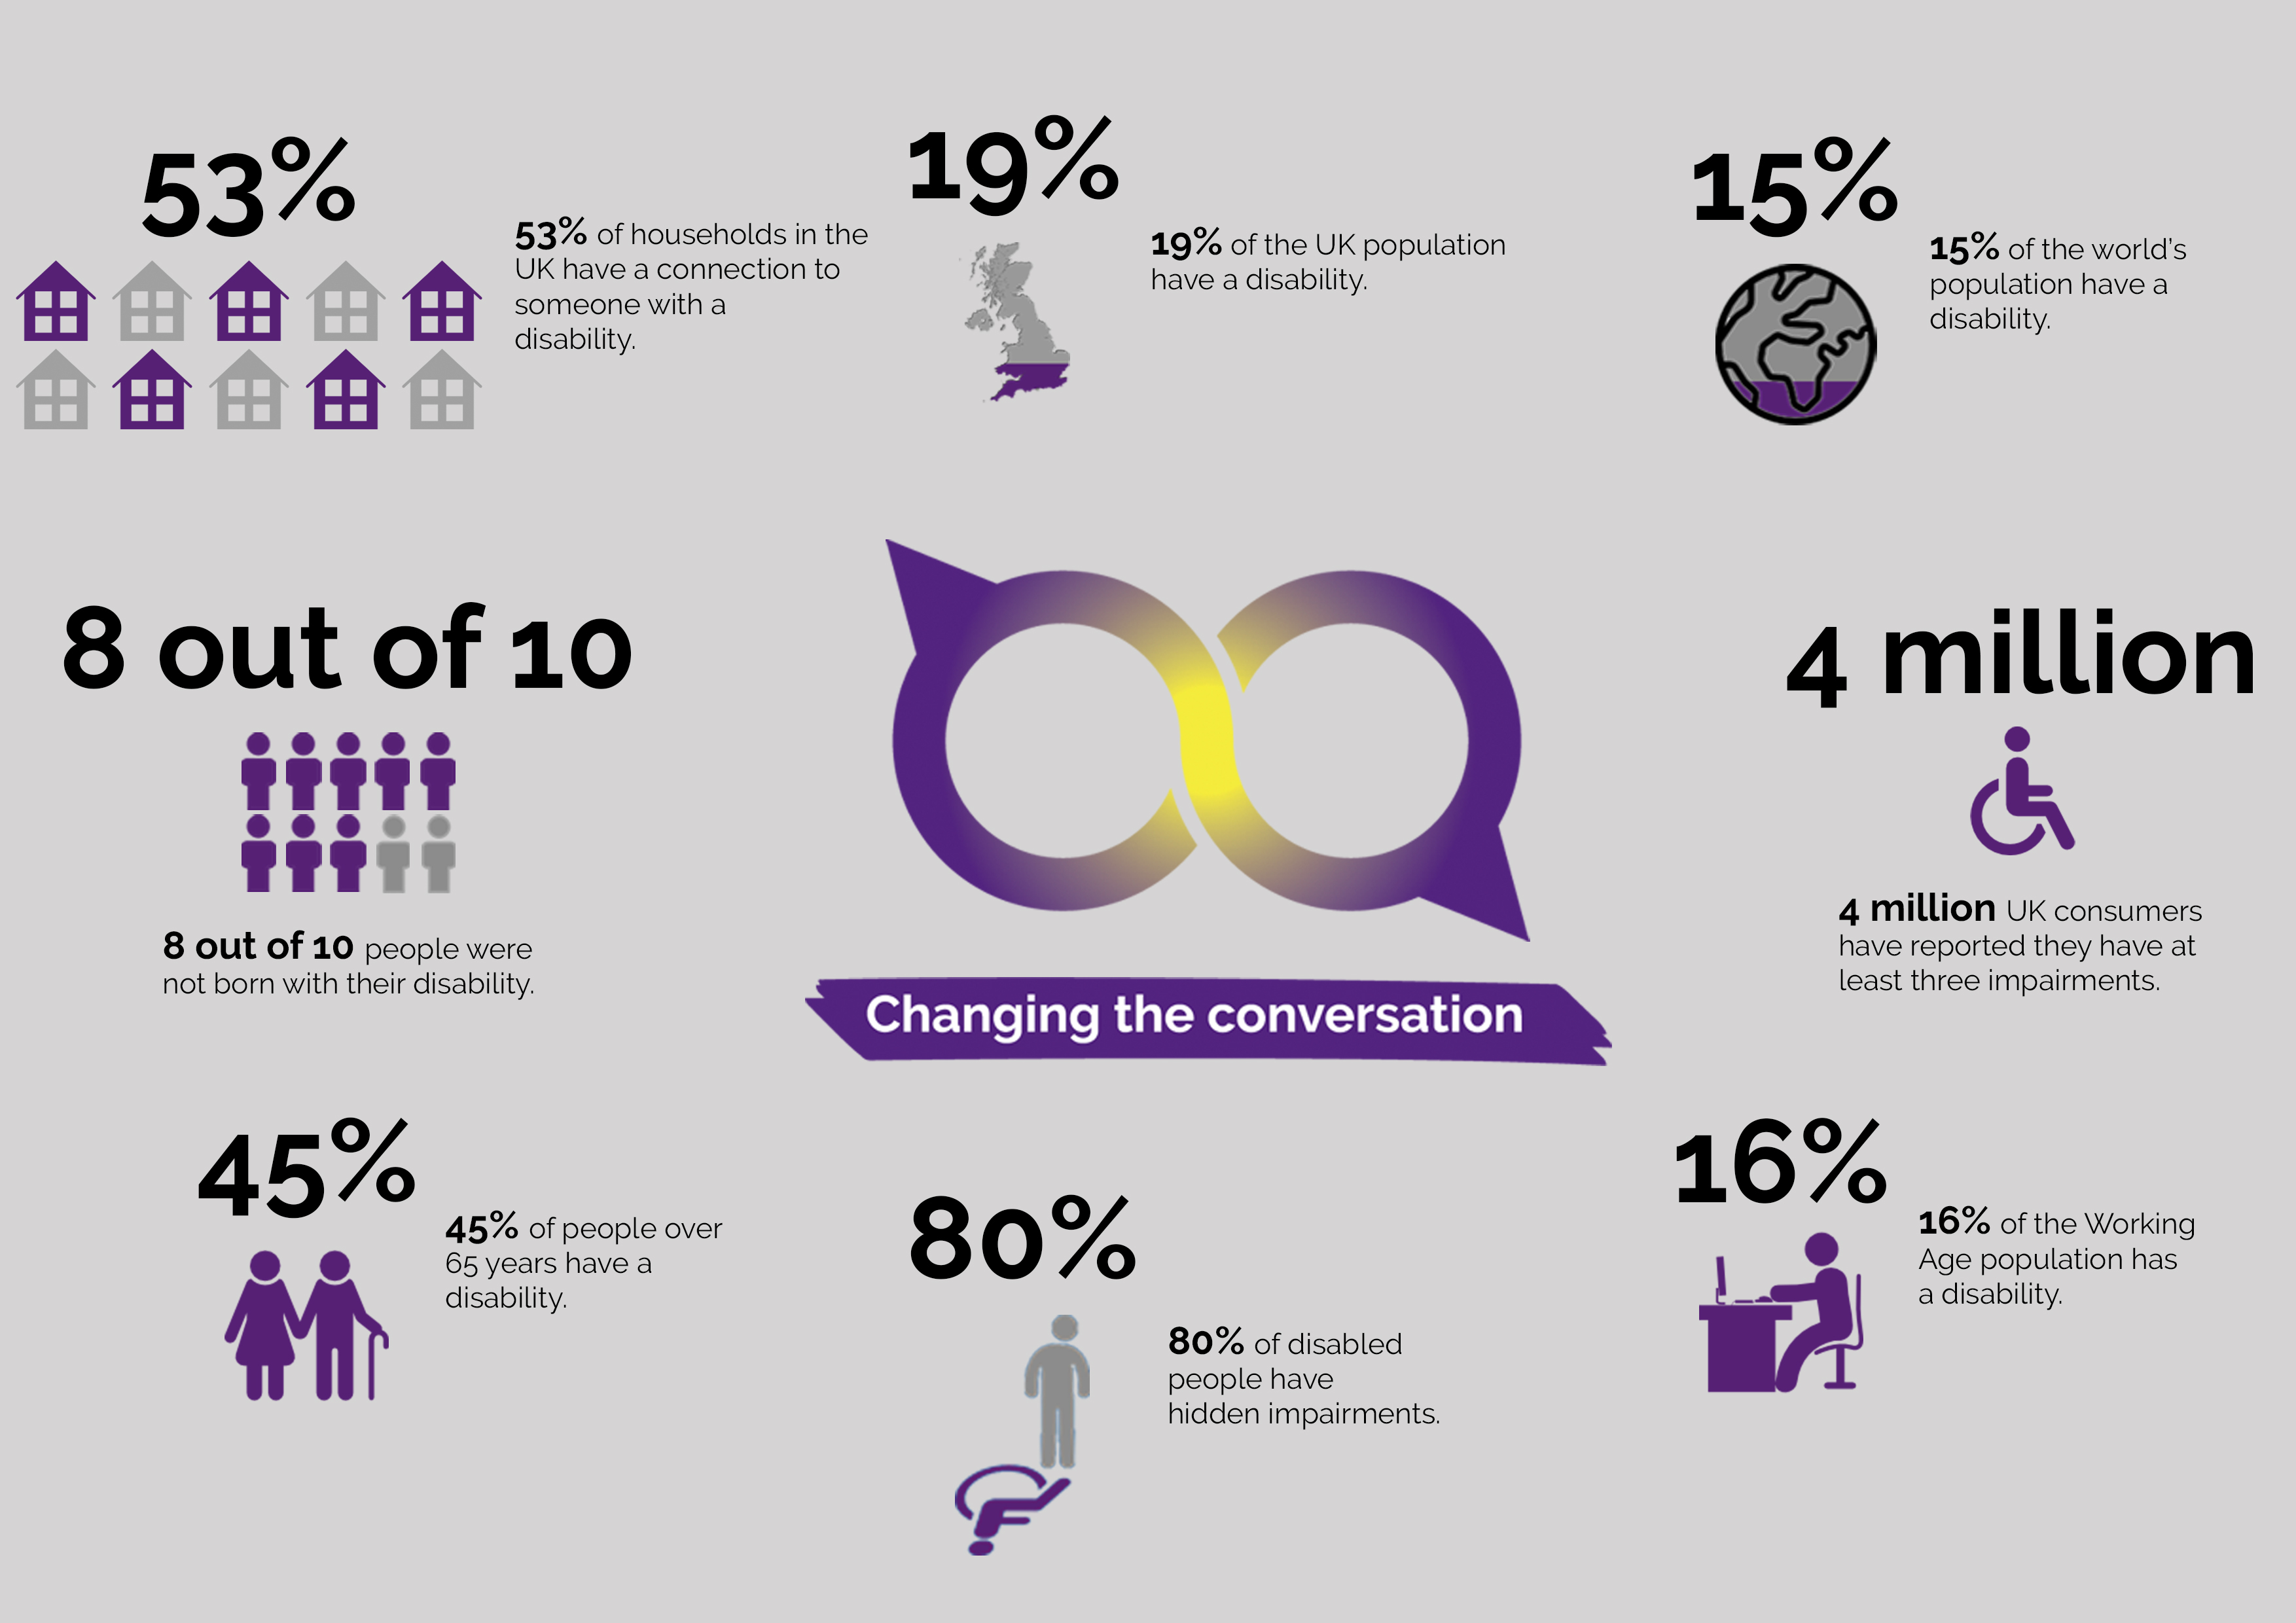 53%
53% of households in the
UK have a connection to
someone with a
disability.
19%
19% of the UK population
have a disability.
15%
15% of the world's
population have a
disability.
8 out of 10
8 out of 10 people were
not born with their disability.
Changing the conversation
4 million
4 million UK consumers
have reported they have at
least three impairments.
45%
45% of people over
65 years have a
disability.
80%
80% of disabled
people have
hidden impairments.
16%
16% of the Working
Age population has
a disability.